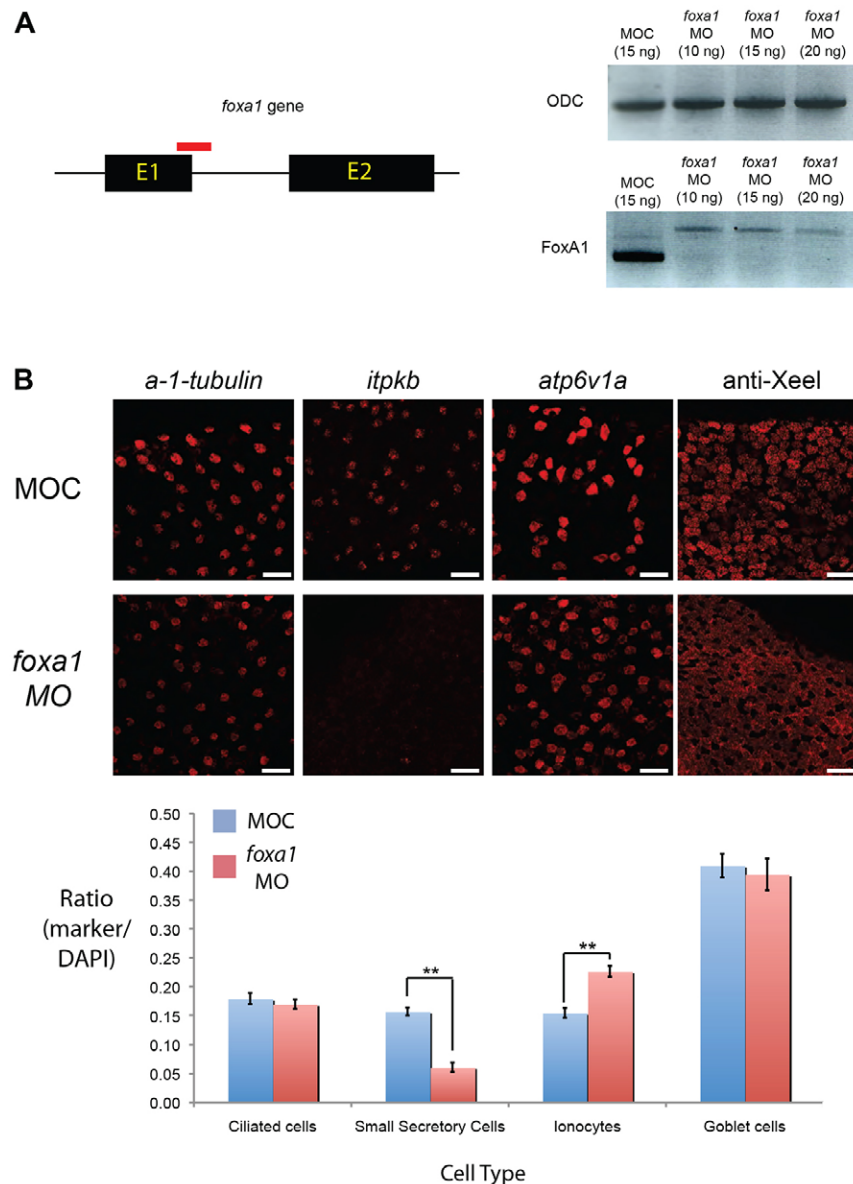 A
foxa1 gene
E1
E2
MOC
(15 ng)
foxa1
MO
(10 ng)
foxa1
MO
(15 ng)
foxa1
MO
(20 ng)
ODC
MOC
(15 ng)
foxa1
MO
(10 ng)
foxa1
MO
(15 ng)
foxa1
MO
(20 ng)
FoxA1
B
a-1-tubulin
itpkb
atp6v1a
anti-Xeel
MOC
foxa1
MO
MOC
foxa1
MO
Ratio
(marker/
DAPI)
0.50
0.45
0.40
0.35
0.30
0.25
0.20
0.15
0.10
0.05
0.00
**
**
Ciliated cells
Small Secretory Cells
Ionocytes
Goblet cells
Cell Type